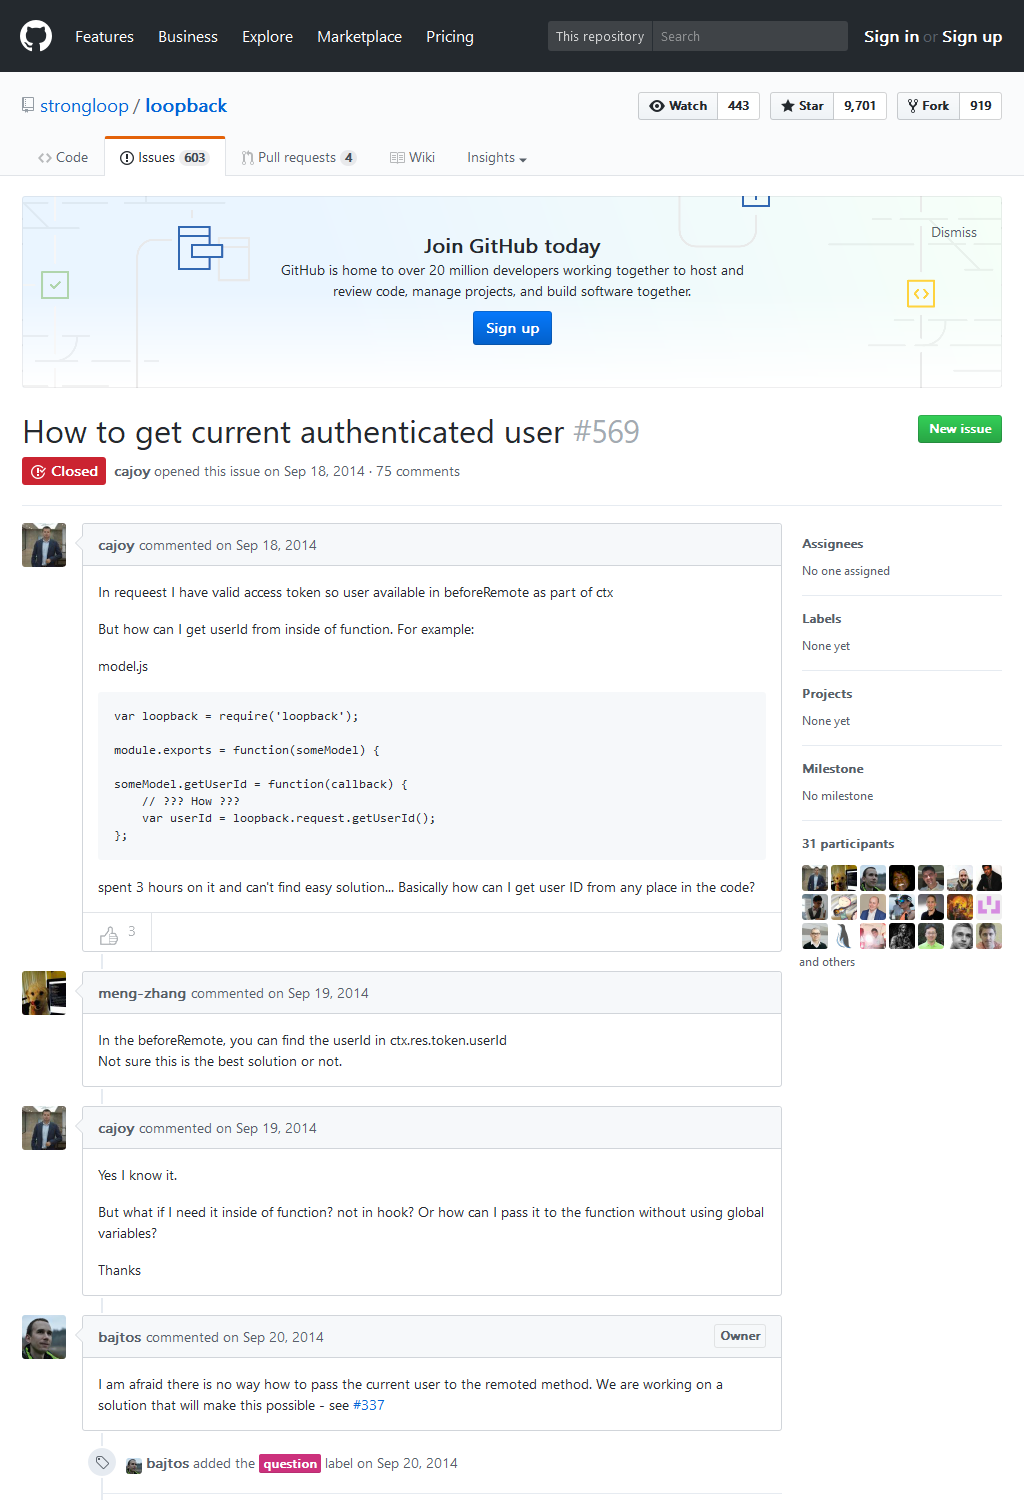 Features Business Explore Marketplace Pricing This repository Search Sign in or Sign up
strongloop / loopback Watch 443 Star 9,701 Fork 919
Code Issues 603 Pull requests 4 Wiki Insights
Dismiss
Join GitHub today
GitHub is home to over 20 million developers working together to host and
review code, manage projects, and build software together.
Sign up
How to get current authenticated user #569
New issue
Closed cajoy opened this issue on Sep 18, 2014 · 75 comments
cajoy commented on Sep 18, 2014
In requeest I have valid access token so user available in beforeRemote as part of ctx
But how can I get userId from inside of function. For example:
model.js
var loopback = require('loopback');
module.exports = function(someModel) {
someModel.getUserId = function(callback) {
// ??? How ???
var userId = loopback.request.getUserId();
};
spent 3 hours on it and can't find easy solution... Basically how can I get user ID from any place in the code?
3
meng-zhang commented on Sep 19, 2014
In the beforeRemote, you can find the userId in ctx.res.token.userId
Not sure this is the best solution or not.
cajoy commented on Sep 19, 2014
Yes I know it.
But what if I need it inside of function? not in hook? Or how can I pass it to the function without using global
variables?
Thanks
bajtos commented on Sep 20, 2014 Owner
I am afraid there is no way how to pass the current user to the remoted method. We are working on a
solution that will make this possible - see #337
bajtos added the question label on Sep 20, 2014
Assignees
No one assigned
Labels
None yet
Projects
None yet
Milestone
No milestone
31 participants
and others